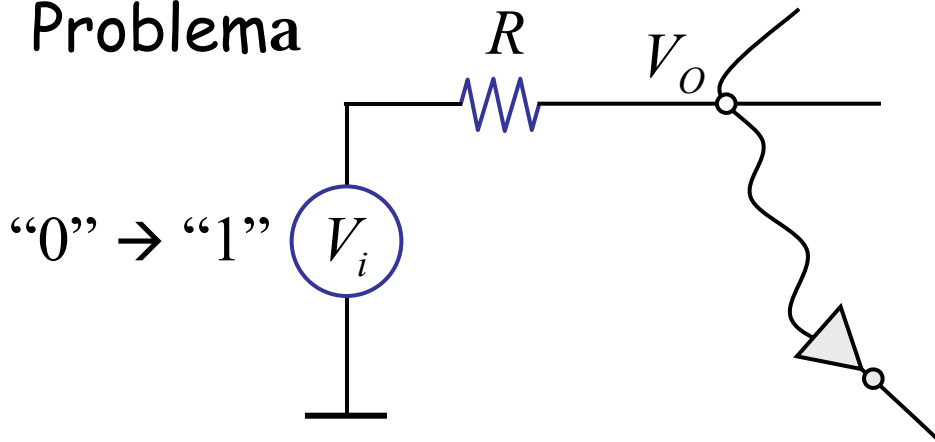 Problema
R
V_O
“0” → “1”
V_i